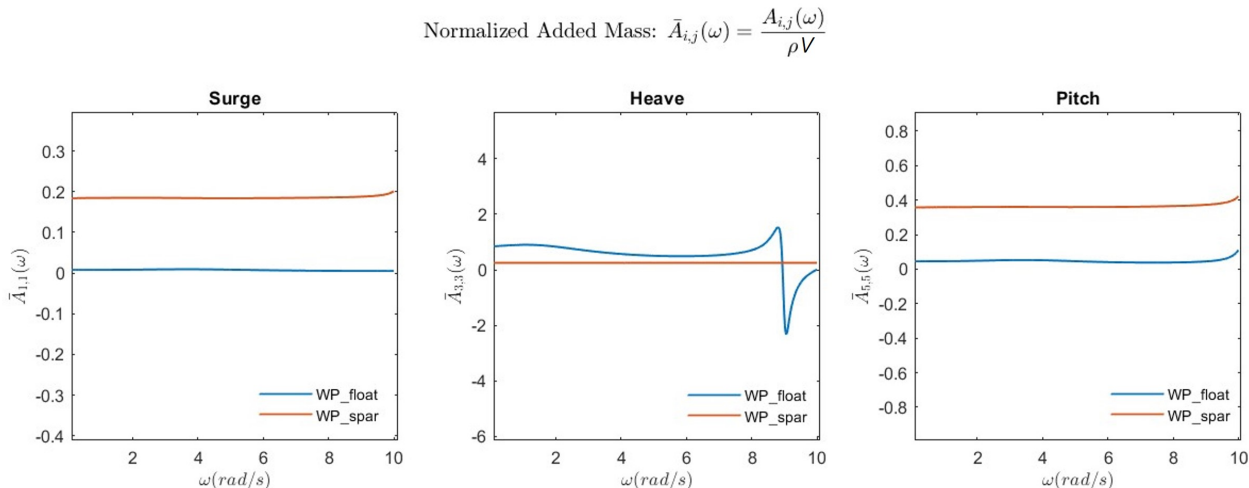 Normalized Added Mass: Ā_{i,j}(ω) = A_{i,j}(ω) / ρV
Surge
0.3
0.2
0.1
0
-0.1
-0.2
-0.3
-0.4
Ā_{1,1}(ω)
WP_float
WP_spar
2 4 6 8 10
ω(rad/s)
Heave
4
2
0
-2
-4
-6
Ā_{3,3}(ω)
WP_float
WP_spar
2 4 6 8 10
ω(rad/s)
Pitch
0.8
0.6
0.4
0.2
0
-0.2
-0.4
-0.6
-0.8
Ā_{5,5}(ω)
WP_float
WP_spar
2 4 6 8 10
ω(rad/s)